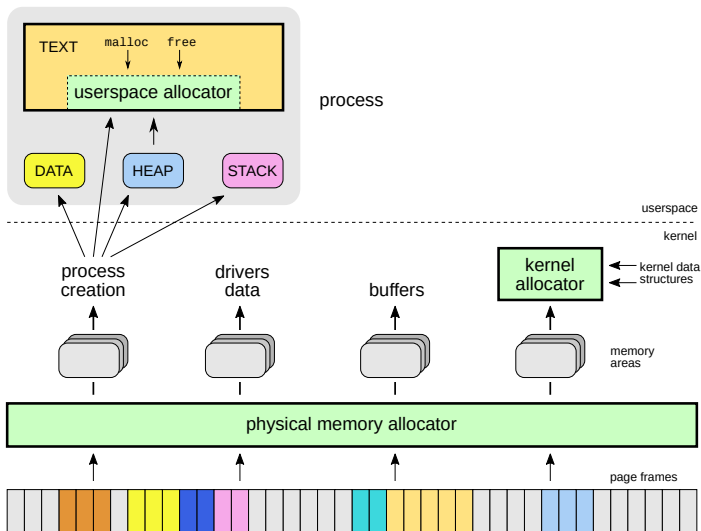 TEXT
malloc
free
userspace allocator
process
DATA
HEAP
STACK
userspace
kernel
process
creation
drivers
data
buffers
kernel
allocator
kernel data
structures
memory
areas
physical memory allocator
page frames